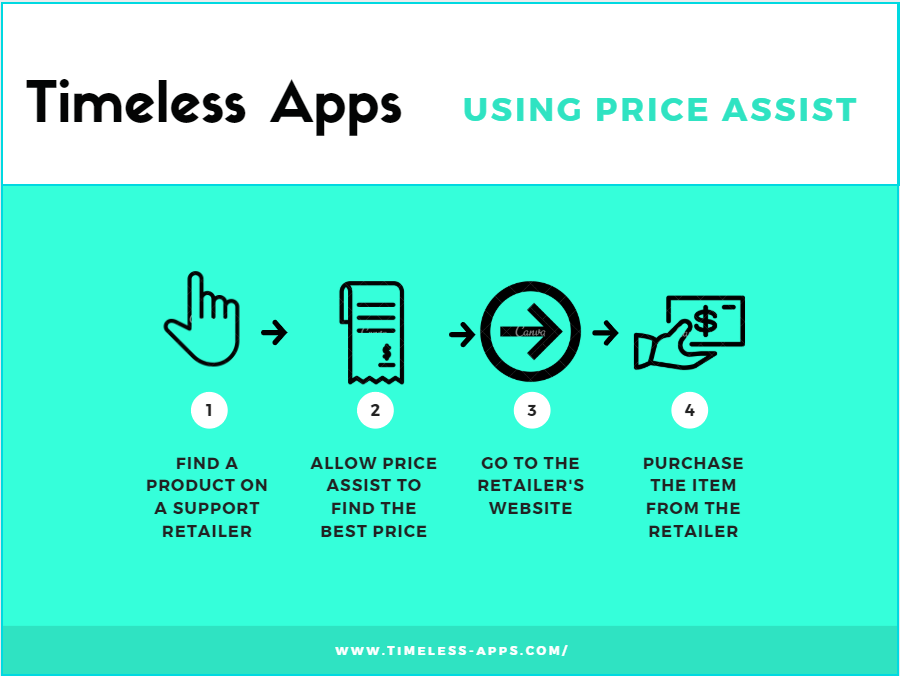 Timeless Apps USING PRICE ASSIST
$
Canva
$
1
2
3
4
FIND A
PRODUCT ON
A SUPPORT
RETAILER
ALLOW PRICE
ASSIST TO
FIND THE
BEST PRICE
GO TO THE
RETAILER'S
WEBSITE
PURCHASE
THE ITEM
FROM THE
RETAILER
WWW.TIMELESS-APPS.COM/